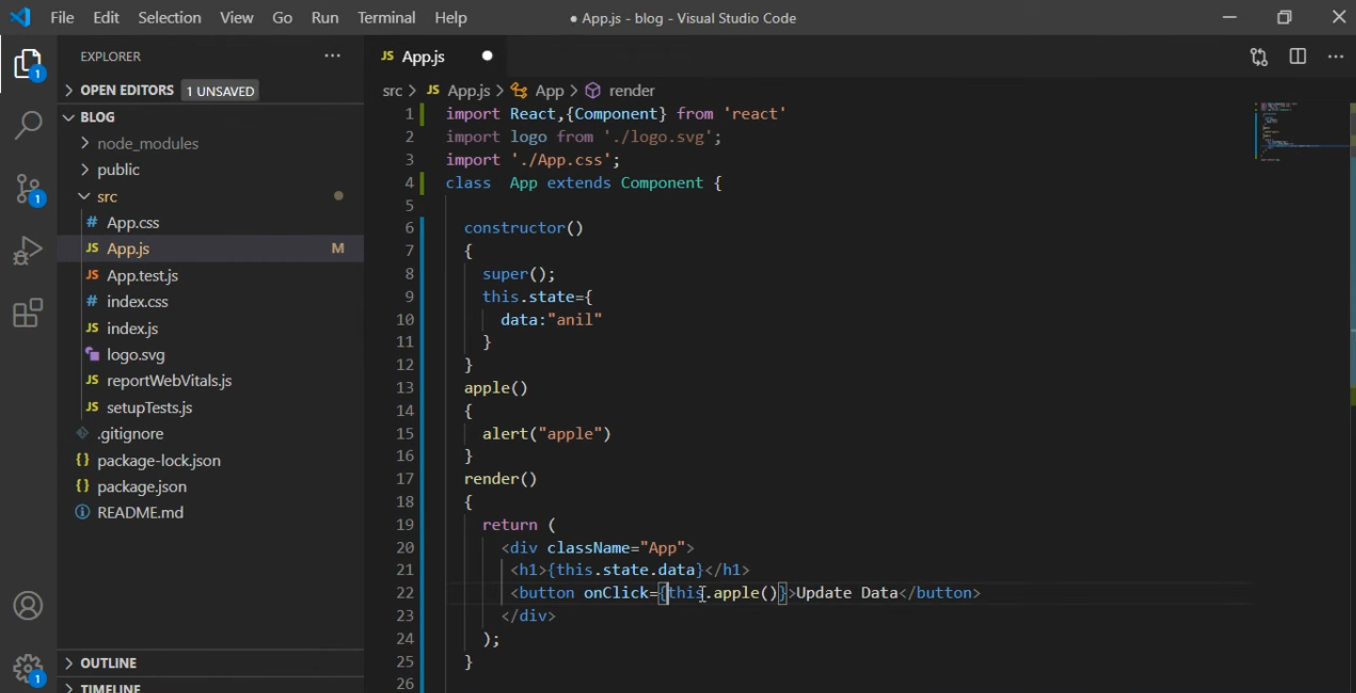 File Edit Selection View Go Run Terminal Help
● App.js - blog - Visual Studio Code
EXPLORER
OPEN EDITORS 1 UNSAVED
BLOG
node_modules
public
src
# App.css
JS App.js M
JS App.test.js
# index.css
JS index.js
logo.svg
JS reportWebVitals.js
JS setupTests.js
.gitignore
{} package-lock.json
{} package.json
README.md
OUTLINE
TIMELINE
1
1
1
JS App.js ●
src > JS App.js > App > render
1 import React,{Component} from 'react'
2 import logo from './logo.svg';
3 import './App.css';
4 class  App extends Component {
5
6 constructor()
7 {
8 super();
9 this.state={
10 data:"anil"
11 }
12 }
13 apple()
14 {
15 alert("apple")
16 }
17 render()
18 {
19 return (
20 <div className="App">
21 <h1>{this.state.data}</h1>
22 <button onClick={this.apple()}>Update Data</button>
23 </div>
24 );
25 }
26